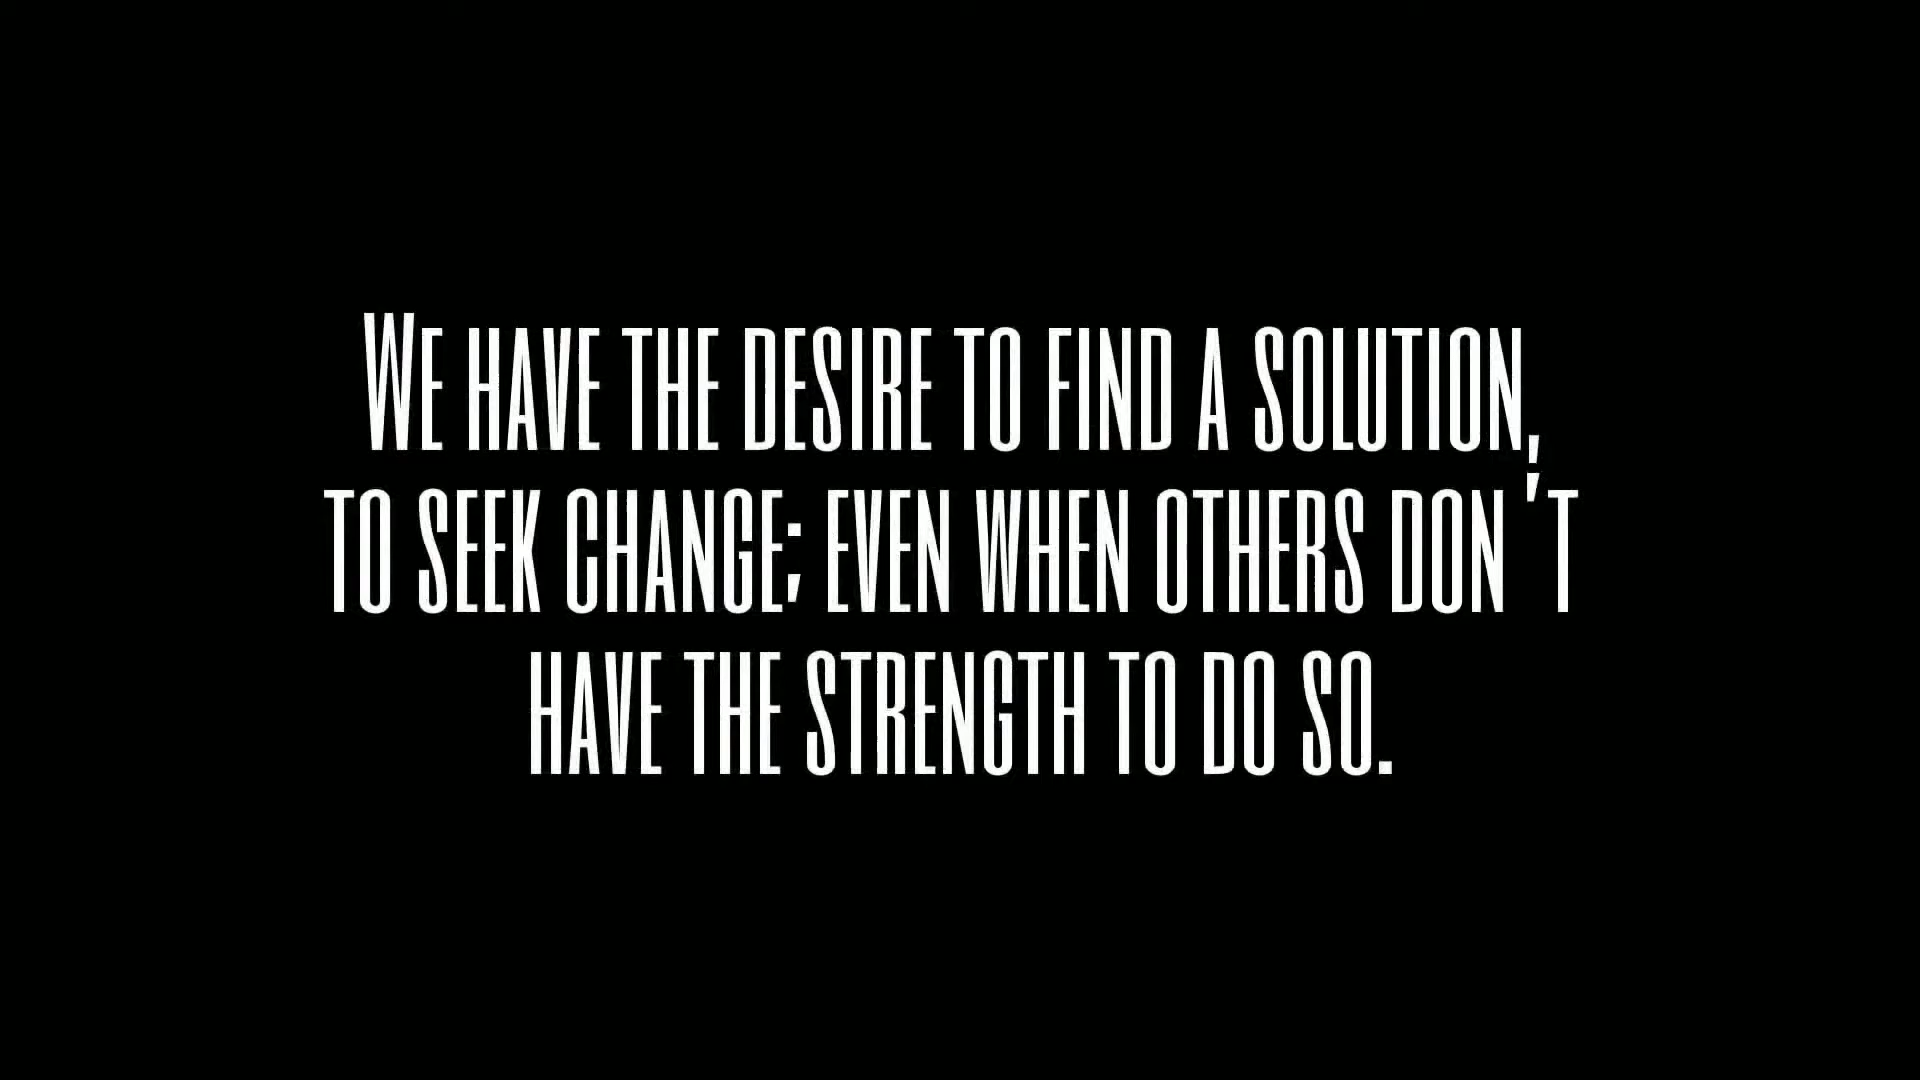 We have the desire to find a solution,
to seek change; even when others don't
have the strength to do so.